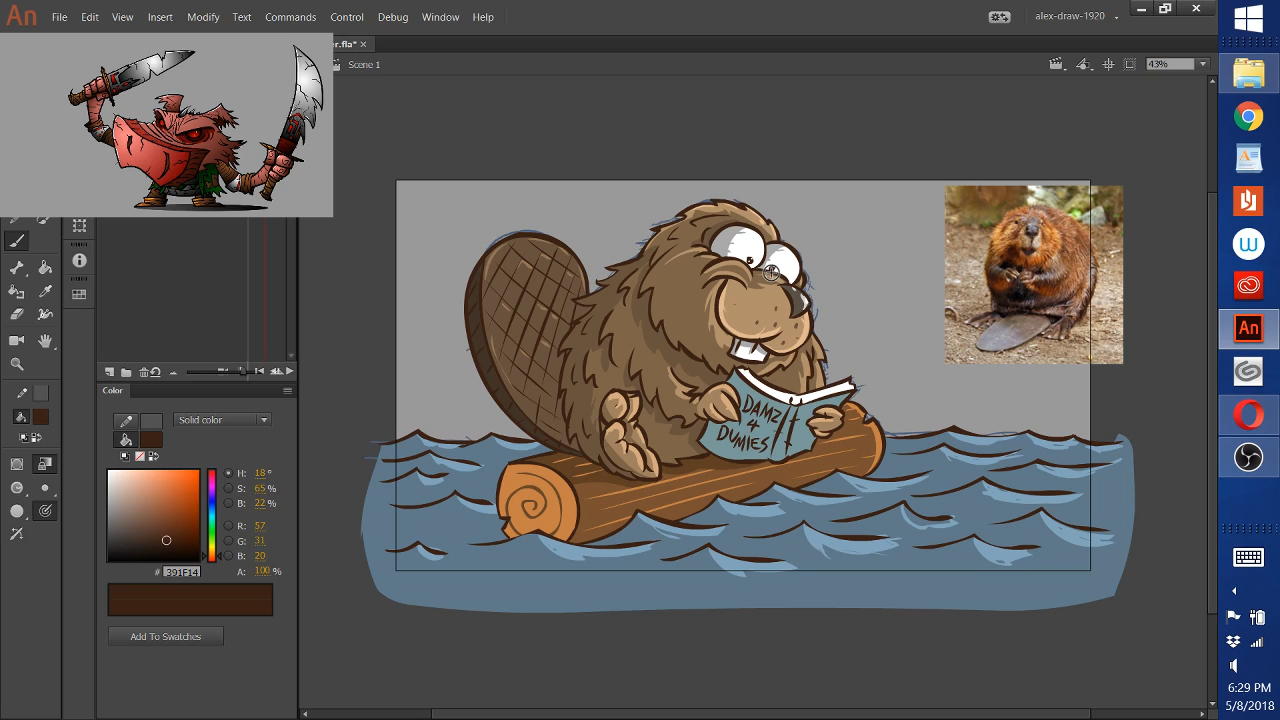 An File Edit View Insert Modify Text Commands Control Debug Window Help alex-draw-1920
er.fla* ×
Scene 1 43%
DAMZ
4
DUMIES
Color
Solid color
H: 18 °
S: 65 %
B: 22 %
R: 57
G: 31
B: 20
# 391F14 A: 100 %
Add To Swatches
W
An
6:29 PM
5/8/2018